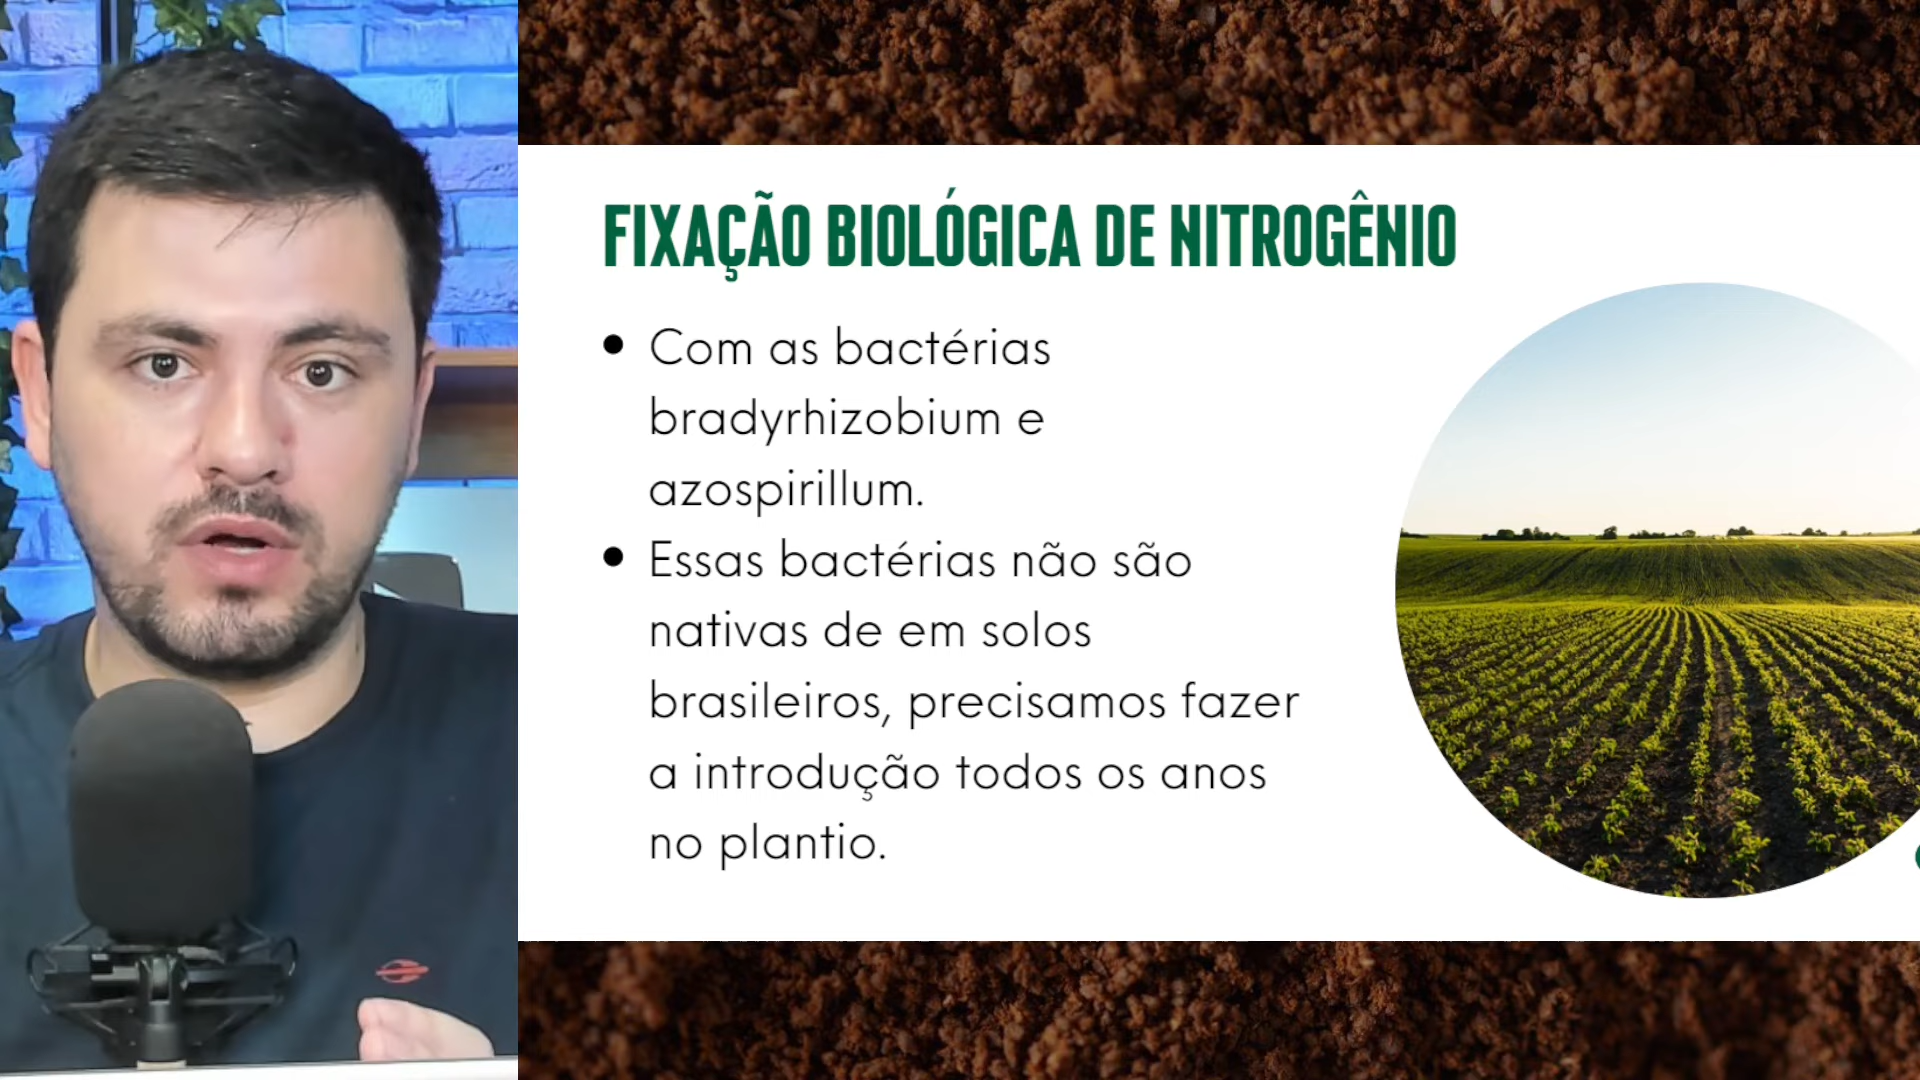 FIXAÇÃO BIOLÓGICA DE NITROGÊNIO
Com as bactérias
bradyrhizobium e
azospirillum.
Essas bactérias não são
nativas de em solos
brasileiros, precisamos fazer
a introdução todos os anos
no plantio.